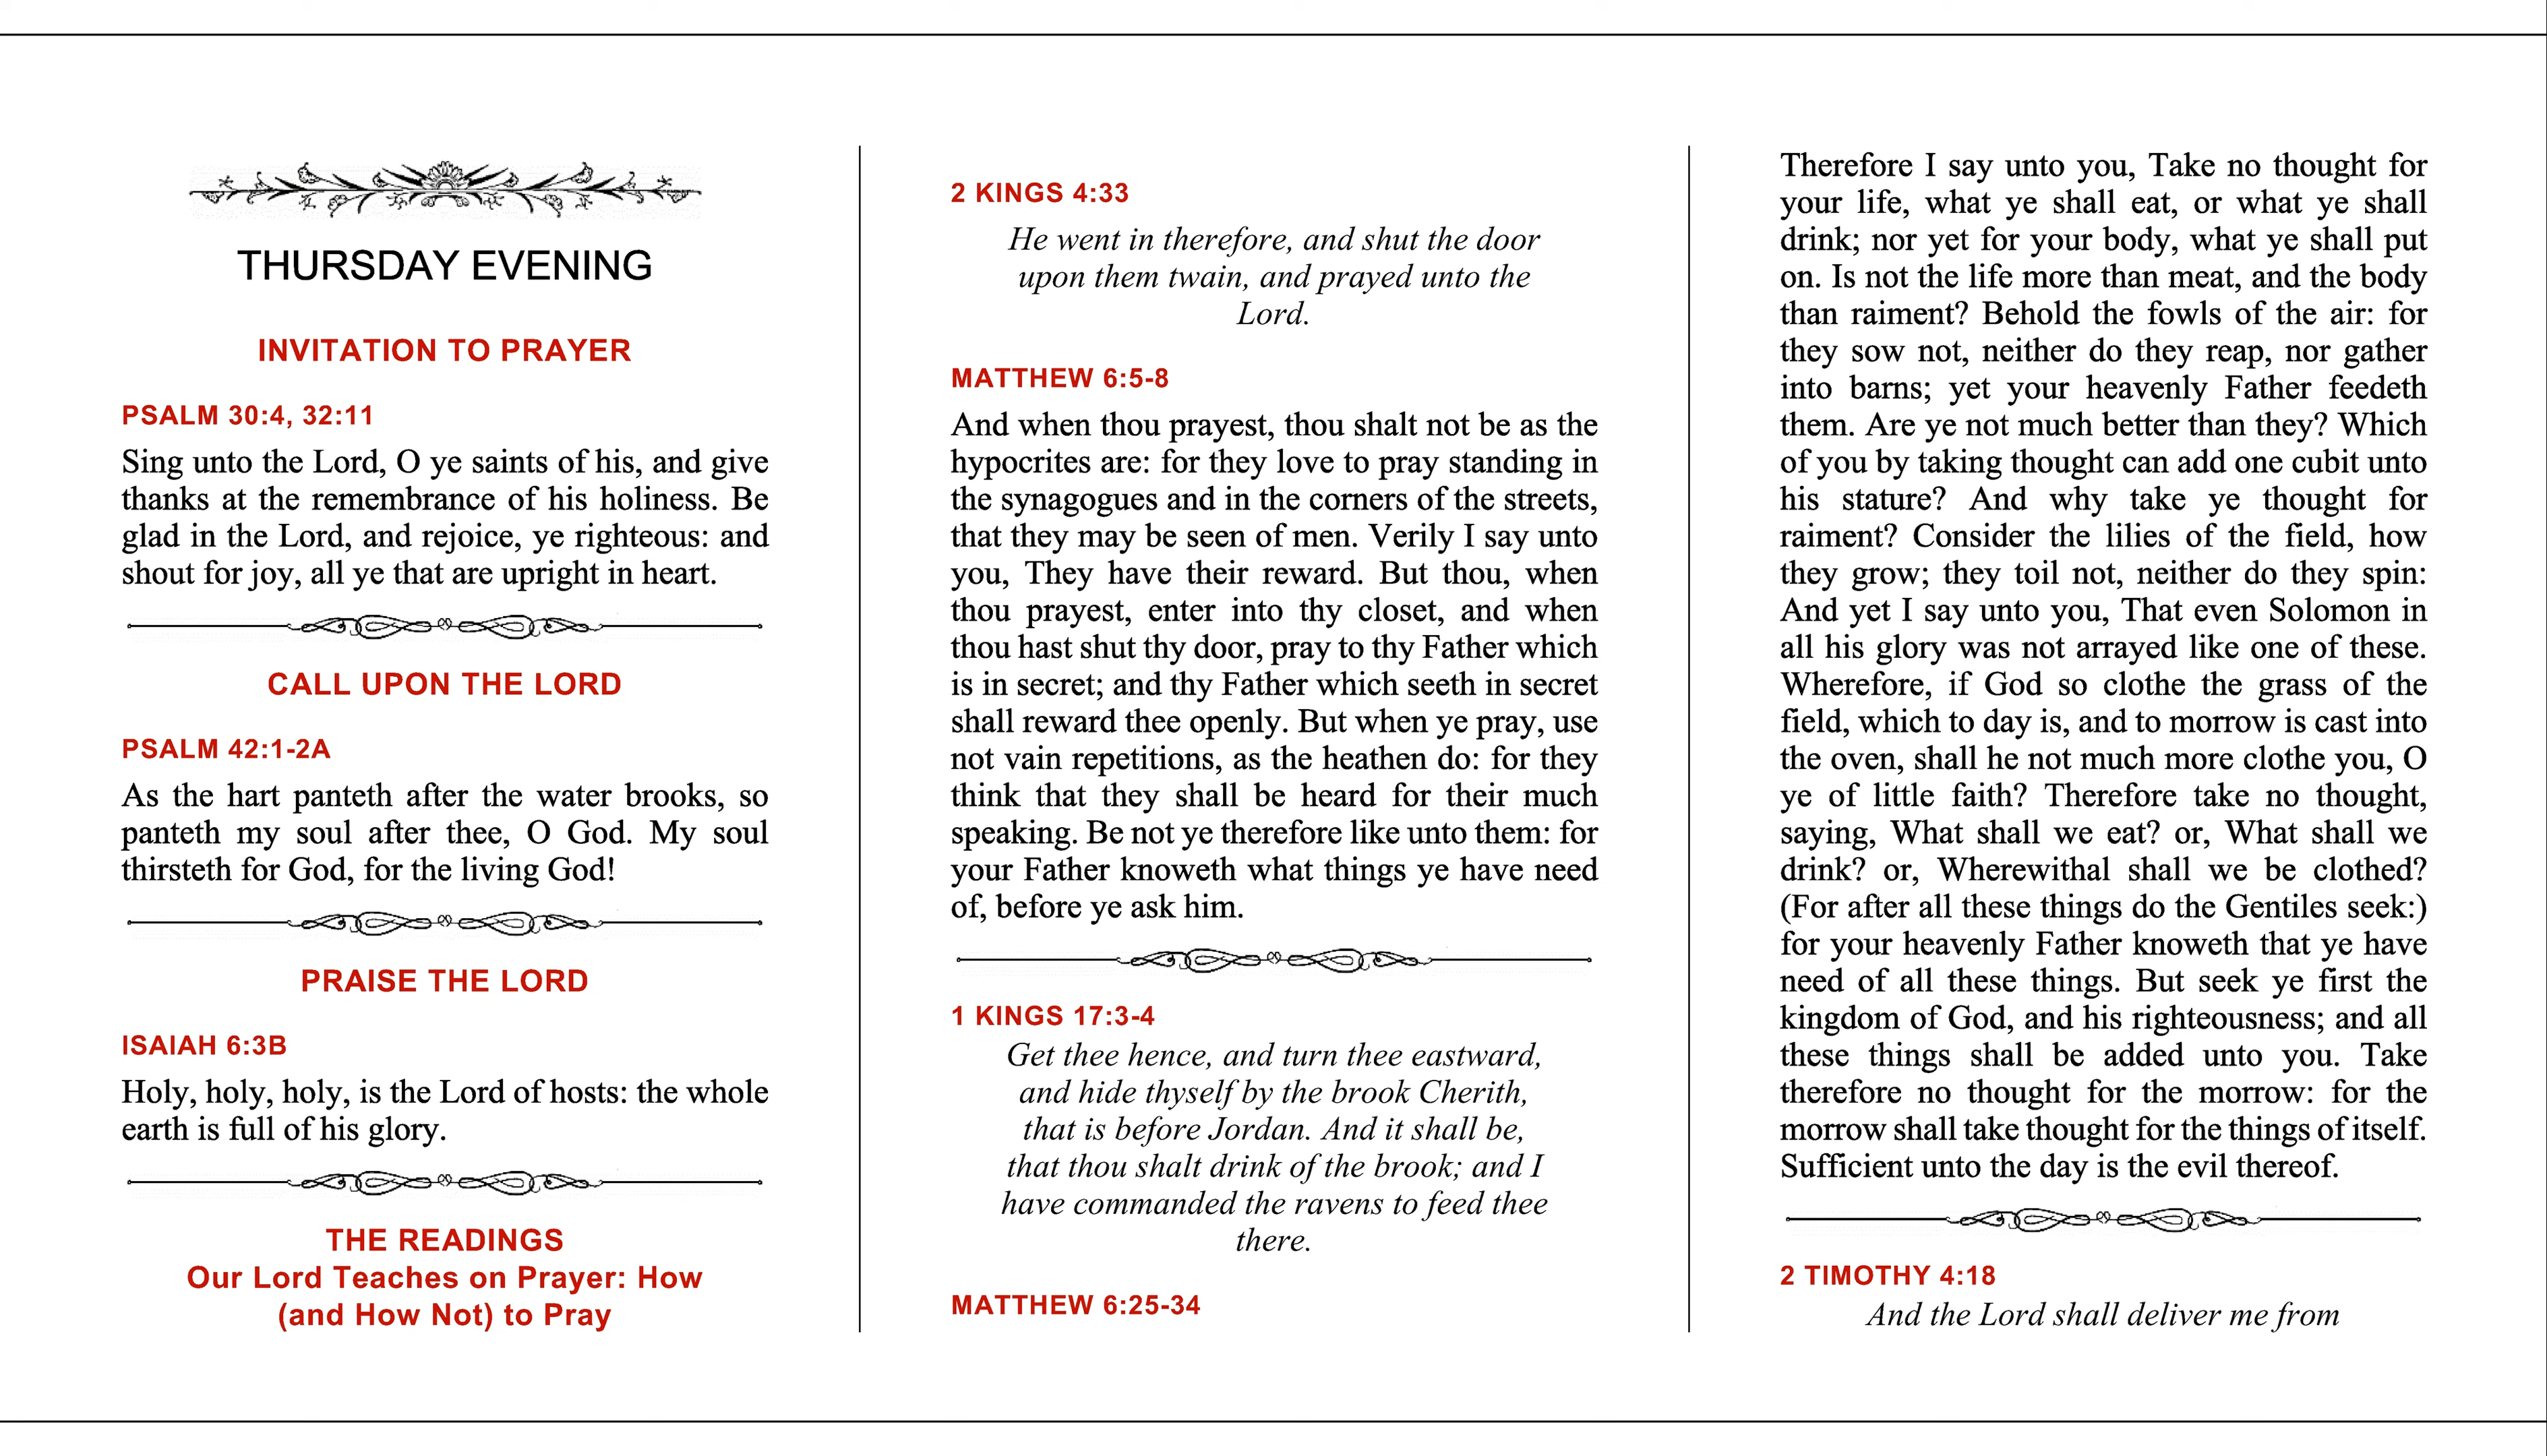 THURSDAY EVENING
INVITATION TO PRAYER
PSALM 30:4, 32:11
Sing unto the Lord, O ye saints of his, and give
thanks at the remembrance of his holiness. Be
glad in the Lord, and rejoice, ye righteous: and
shout for joy, all ye that are upright in heart.
CALL UPON THE LORD
PSALM 42:1-2A
As the hart panteth after the water brooks, so
panteth my soul after thee, O God. My soul
thirsteth for God, for the living God!
PRAISE THE LORD
ISAIAH 6:3B
Holy, holy, holy, is the Lord of hosts: the whole
earth is full of his glory.
THE READINGS
Our Lord Teaches on Prayer: How
(and How Not) to Pray
2 KINGS 4:33
He went in therefore, and shut the door
upon them twain, and prayed unto the
Lord.
MATTHEW 6:5-8
And when thou prayest, thou shalt not be as the
hypocrites are: for they love to pray standing in
the synagogues and in the corners of the streets,
that they may be seen of men. Verily I say unto
you, They have their reward. But thou, when
thou prayest, enter into thy closet, and when
thou hast shut thy door, pray to thy Father which
is in secret; and thy Father which seeth in secret
shall reward thee openly. But when ye pray, use
not vain repetitions, as the heathen do: for they
think that they shall be heard for their much
speaking. Be not ye therefore like unto them: for
your Father knoweth what things ye have need
of, before ye ask him.
1 KINGS 17:3-4
Get thee hence, and turn thee eastward,
and hide thyself by the brook Cherith,
that is before Jordan. And it shall be,
that thou shalt drink of the brook; and I
have commanded the ravens to feed thee
there.
MATTHEW 6:25-34
Therefore I say unto you, Take no thought for
your life, what ye shall eat, or what ye shall
drink; nor yet for your body, what ye shall put
on. Is not the life more than meat, and the body
than raiment? Behold the fowls of the air: for
they sow not, neither do they reap, nor gather
into barns; yet your heavenly Father feedeth
them. Are ye not much better than they? Which
of you by taking thought can add one cubit unto
his stature? And why take ye thought for
raiment? Consider the lilies of the field, how
they grow; they toil not, neither do they spin:
And yet I say unto you, That even Solomon in
all his glory was not arrayed like one of these.
Wherefore, if God so clothe the grass of the
field, which to day is, and to morrow is cast into
the oven, shall he not much more clothe you, O
ye of little faith? Therefore take no thought,
saying, What shall we eat? or, What shall we
drink? or, Wherewithal shall we be clothed?
(For after all these things do the Gentiles seek:)
for your heavenly Father knoweth that ye have
need of all these things. But seek ye first the
kingdom of God, and his righteousness; and all
these things shall be added unto you. Take
therefore no thought for the morrow: for the
morrow shall take thought for the things of itself.
Sufficient unto the day is the evil thereof.
2 TIMOTHY 4:18
And the Lord shall deliver me from